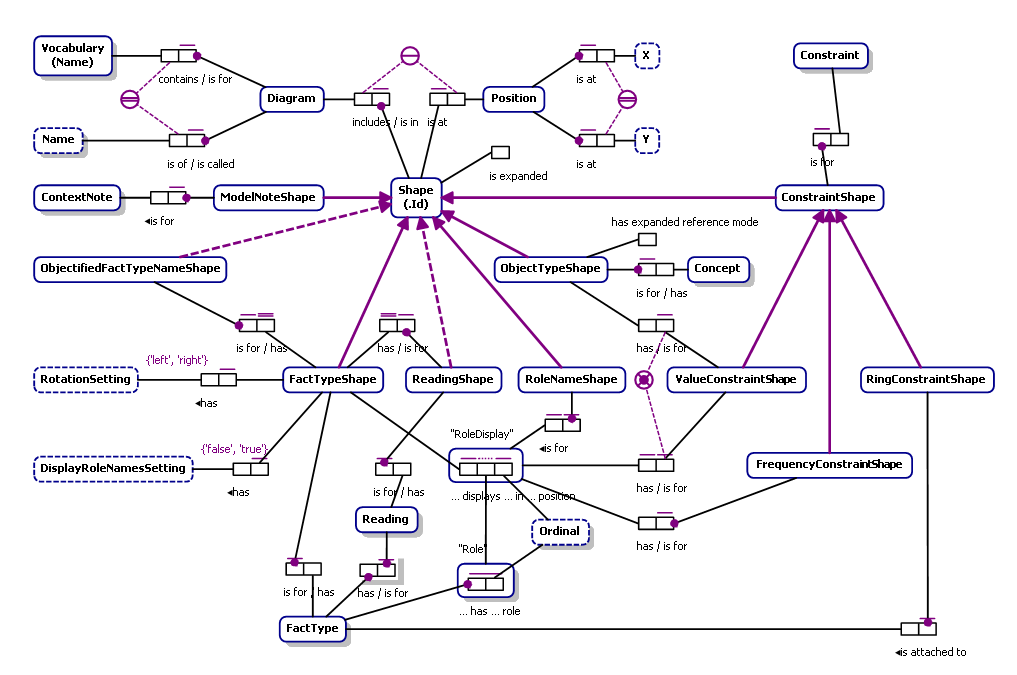 Vocabulary
(Name)
contains / is for
Diagram
includes / is in
is at
Position
is at
X
Constraint
Name
is of / is called
is at
Y
is for
is expanded
ContextNote
◄is for
ModelNoteShape
Shape
(.Id)
ConstraintShape
has expanded reference mode
ObjectifiedFactTypeNameShape
ObjectTypeShape
Concept
is for / has
is for / has
has / is for
has / is for
{'left', 'right'}
RotationSetting
◄has
FactTypeShape
ReadingShape
RoleNameShape
ValueConstraintShape
RingConstraintShape
"RoleDisplay"
◄is for
{'false', 'true'}
DisplayRoleNamesSetting
◄has
is for / has
... displays ... in ... position
has / is for
FrequencyConstraintShape
Reading
Ordinal
has / is for
"Role"
is for / has
has / is for
... has ... role
FactType
◄is attached to